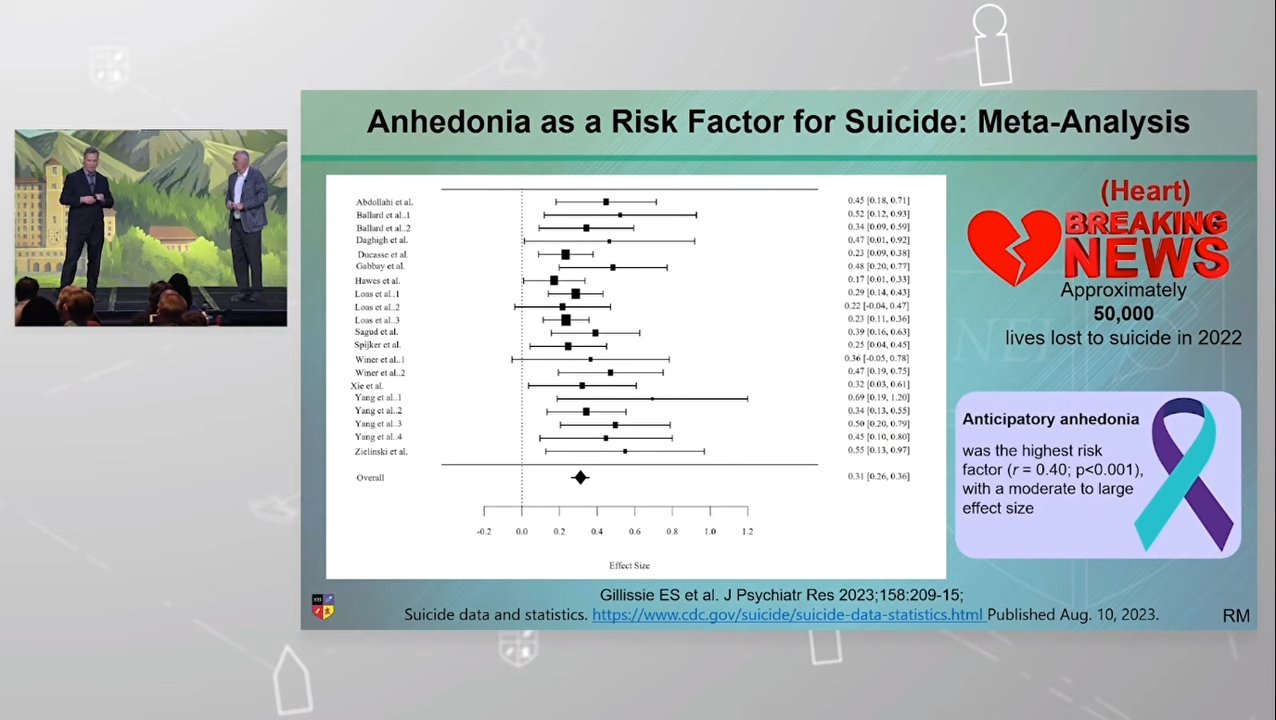 Anhedonia as a Risk Factor for Suicide: Meta-Analysis
Abdollahi et al. 0.45 [0.18, 0.71]
Ballard et al..1 0.52 [0.12, 0.93]
Ballard et al..2 0.34 [0.09, 0.59]
Daghigh et al. 0.47 [0.01, 0.92]
Ducasse et al. 0.23 [0.09, 0.38]
Gabbay et al. 0.48 [0.20, 0.77]
Hawes et al. 0.17 [0.01, 0.33]
Loas et al..1 0.29 [0.14, 0.43]
Loas et al..2 0.22 [-0.04, 0.47]
Loas et al..3 0.23 [0.11, 0.36]
Sagud et al. 0.39 [0.16, 0.63]
Spijker et al. 0.25 [0.04, 0.45]
Winer et al..1 0.36 [-0.05, 0.78]
Winer et al..2 0.47 [0.19, 0.75]
Xie et al. 0.32 [0.03, 0.61]
Yang et al..1 0.69 [0.19, 1.20]
Yang et al..2 0.34 [0.13, 0.55]
Yang et al..3 0.50 [0.20, 0.79]
Yang et al..4 0.45 [0.10, 0.80]
Zielinski et al. 0.55 [0.13, 0.97]
Overall 0.31 [0.26, 0.36]
-0.2 0.0 0.2 0.4 0.6 0.8 1.0 1.2
Effect Size
(Heart)
BREAKING
NEWS
Approximately
50,000
lives lost to suicide in 2022
Anticipatory anhedonia
was the highest risk
factor (r = 0.40; p<0.001),
with a moderate to large
effect size
Gillissie ES et al. J Psychiatr Res 2023;158:209-15;
Suicide data and statistics. https://www.cdc.gov/suicide/suicide-data-statistics.html Published Aug. 10, 2023.
RM